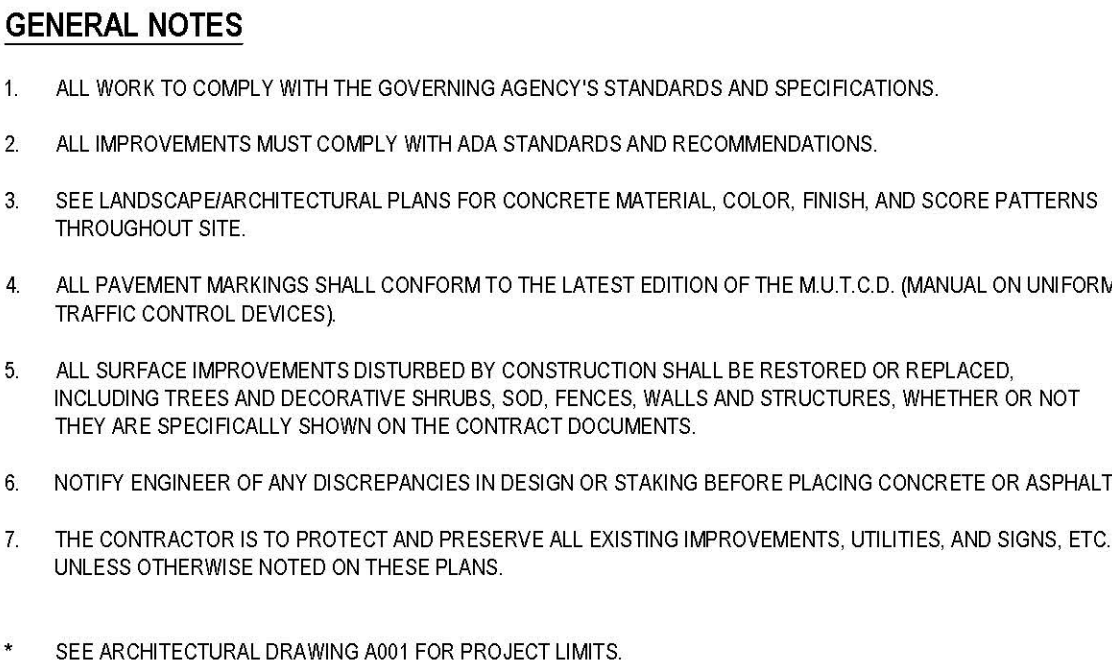 GENERAL NOTES
1. ALL WORK TO COMPLY WITH THE GOVERNING AGENCY'S STANDARDS AND SPECIFICATIONS.
2. ALL IMPROVEMENTS MUST COMPLY WITH ADA STANDARDS AND RECOMMENDATIONS.
3. SEE LANDSCAPE/ARCHITECTURAL PLANS FOR CONCRETE MATERIAL, COLOR, FINISH, AND SCORE PATTERNS
THROUGHOUT SITE.
4. ALL PAVEMENT MARKINGS SHALL CONFORM TO THE LATEST EDITION OF THE M.U.T.C.D. (MANUAL ON UNIFORM
TRAFFIC CONTROL DEVICES).
5. ALL SURFACE IMPROVEMENTS DISTURBED BY CONSTRUCTION SHALL BE RESTORED OR REPLACED,
INCLUDING TREES AND DECORATIVE SHRUBS, SOD, FENCES, WALLS AND STRUCTURES, WHETHER OR NOT
THEY ARE SPECIFICALLY SHOWN ON THE CONTRACT DOCUMENTS.
6. NOTIFY ENGINEER OF ANY DISCREPANCIES IN DESIGN OR STAKING BEFORE PLACING CONCRETE OR ASPHALT
7. THE CONTRACTOR IS TO PROTECT AND PRESERVE ALL EXISTING IMPROVEMENTS, UTILITIES, AND SIGNS, ETC.
UNLESS OTHERWISE NOTED ON THESE PLANS.
* SEE ARCHITECTURAL DRAWING A001 FOR PROJECT LIMITS.